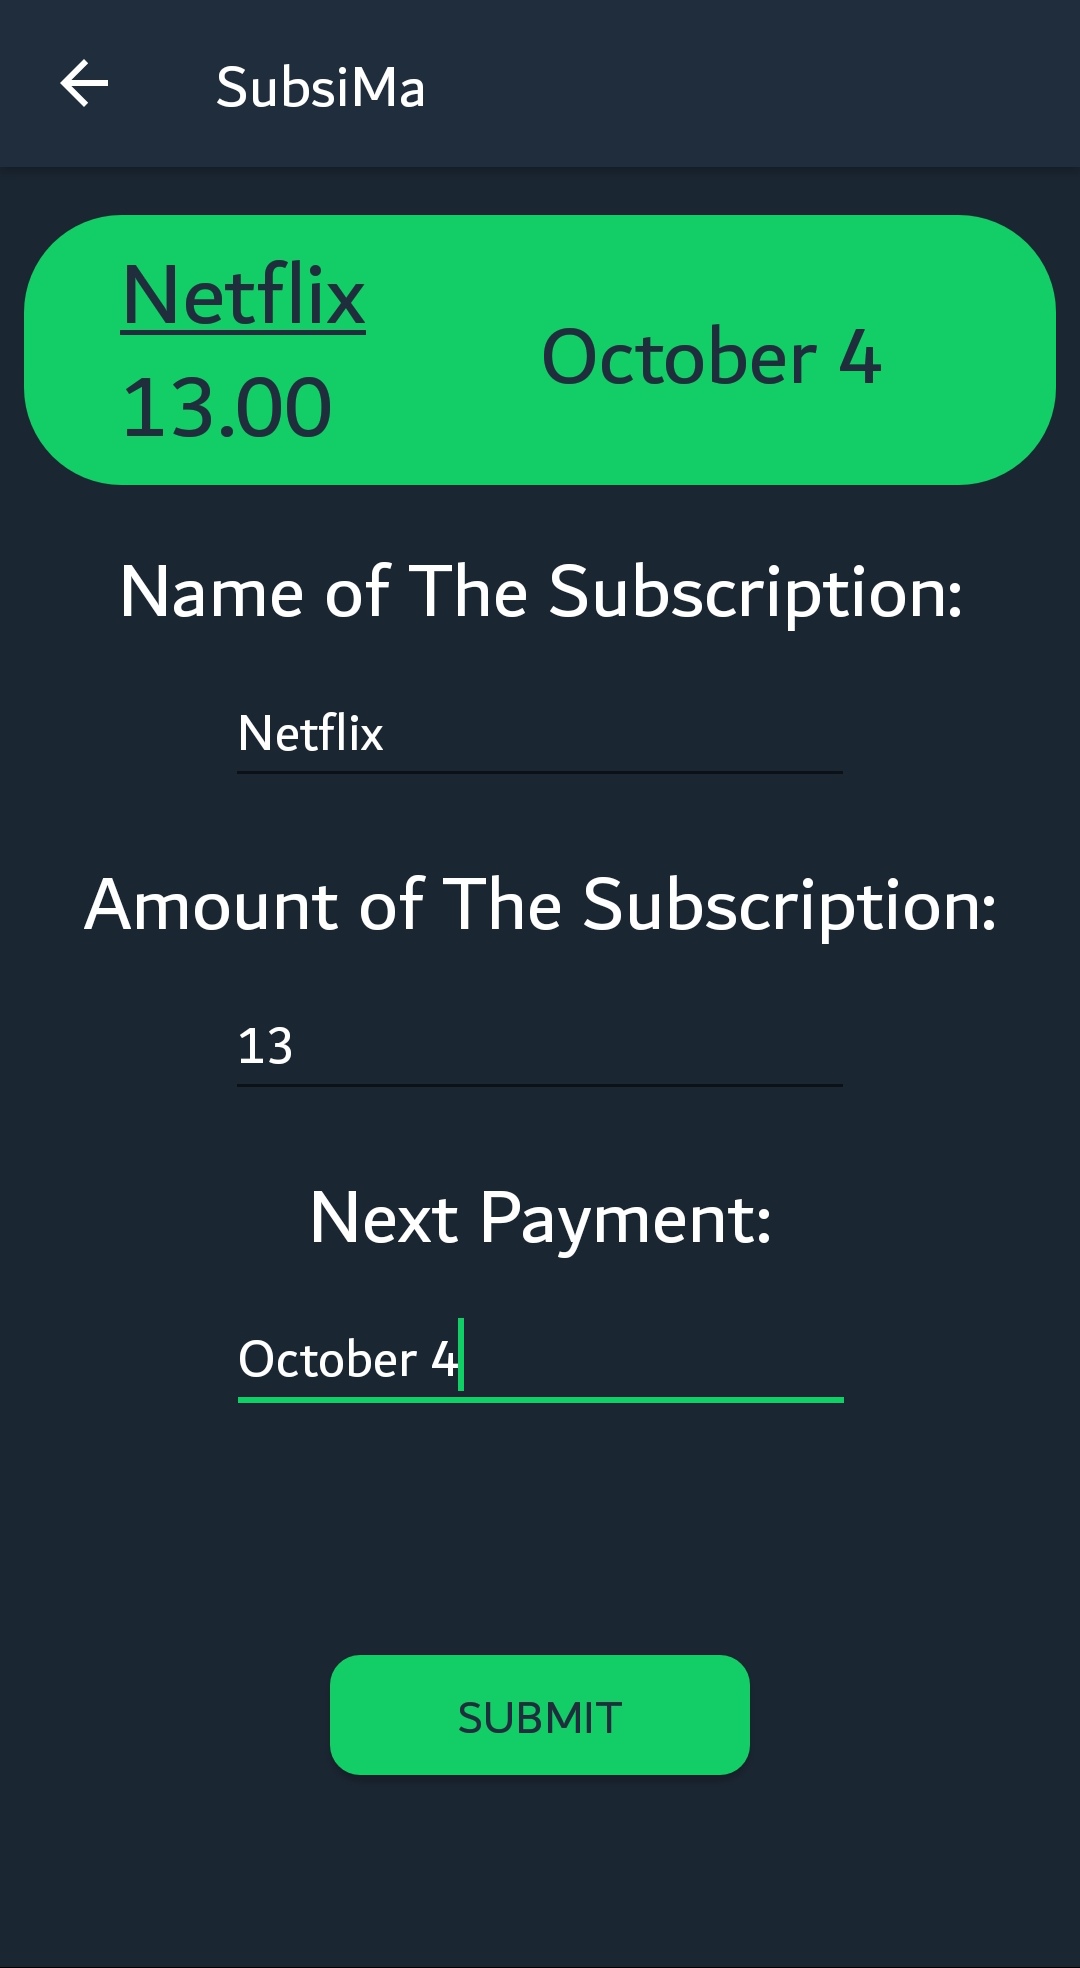 SubsiMa
Netflix
13.00
October 4
Name of The Subscription:
Netflix
Amount of The Subscription:
13
Next Payment:
October 4
SUBMIT